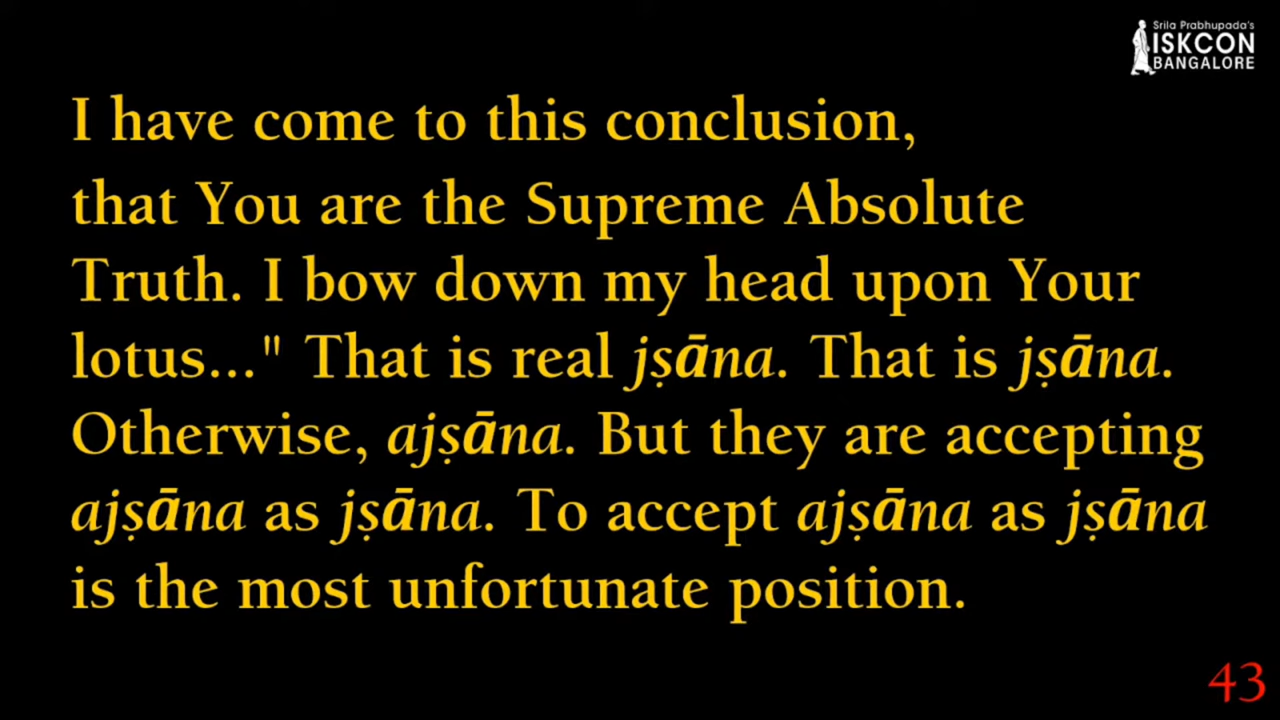 Srila Prabhupada's
ISKCON
BANGALORE
I have come to this conclusion,
that You are the Supreme Absolute
Truth. I bow down my head upon Your
lotus..." That is real jṣāna. That is jṣāna.
Otherwise, ajṣāna. But they are accepting
ajṣāna as jṣāna. To accept ajṣāna as jṣāna
is the most unfortunate position.
43